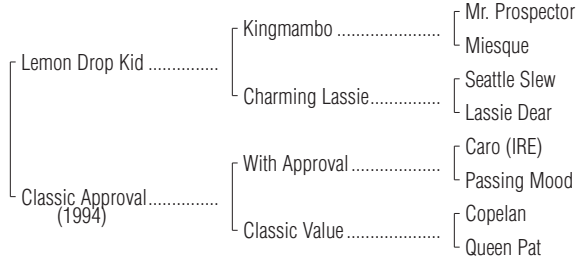 Mr. Prospector
Kingmambo ......................
Miesque
Lemon Drop Kid ...............
Seattle Slew
Charming Lassie...............
Lassie Dear
Caro (IRE)
With Approval ...................
Passing Mood
Classic Approval...............
(1994)
Copelan
Classic Value ....................
Queen Pat